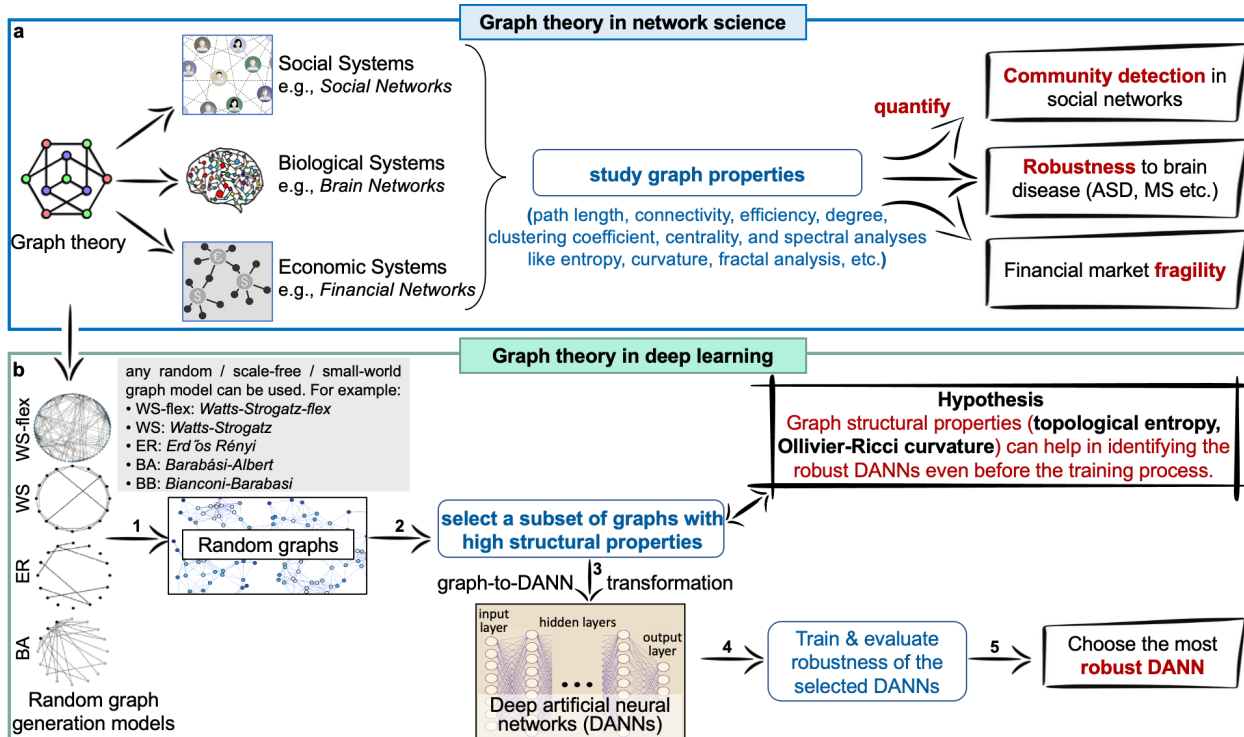 Graph theory in network science
a
Social Systems
e.g., Social Networks
Biological Systems
e.g., Brain Networks
Economic Systems
e.g., Financial Networks
Graph theory
study graph properties
(path length, connectivity, efficiency, degree,
clustering coefficient, centrality, and spectral analyses
like entropy, curvature, fractal analysis, etc.)
quantify
Community detection in
social networks
Robustness to brain
disease (ASD, MS etc.)
Financial market fragility
Graph theory in deep learning
b
WS-flex
WS
ER
BA
Random graph
generation models
any random / scale-free / small-world
graph model can be used. For example:
• WS-flex: Watts-Strogatz-flex
• WS: Watts-Strogatz
• ER: Erd˝os Rényi
• BA: Barabási-Albert
• BB: Bianconi-Barabasi
1
Random graphs
2
select a subset of graphs with
high structural properties
Hypothesis
Graph structural properties (topological entropy,
Ollivier-Ricci curvature) can help in identifying the
robust DANNs even before the training process.
3
graph-to-DANN transformation
input
layer
hidden layers
output
layer
Deep artificial neural
networks (DANNs)
4
Train & evaluate
robustness of the
selected DANNs
5
Choose the most
robust DANN